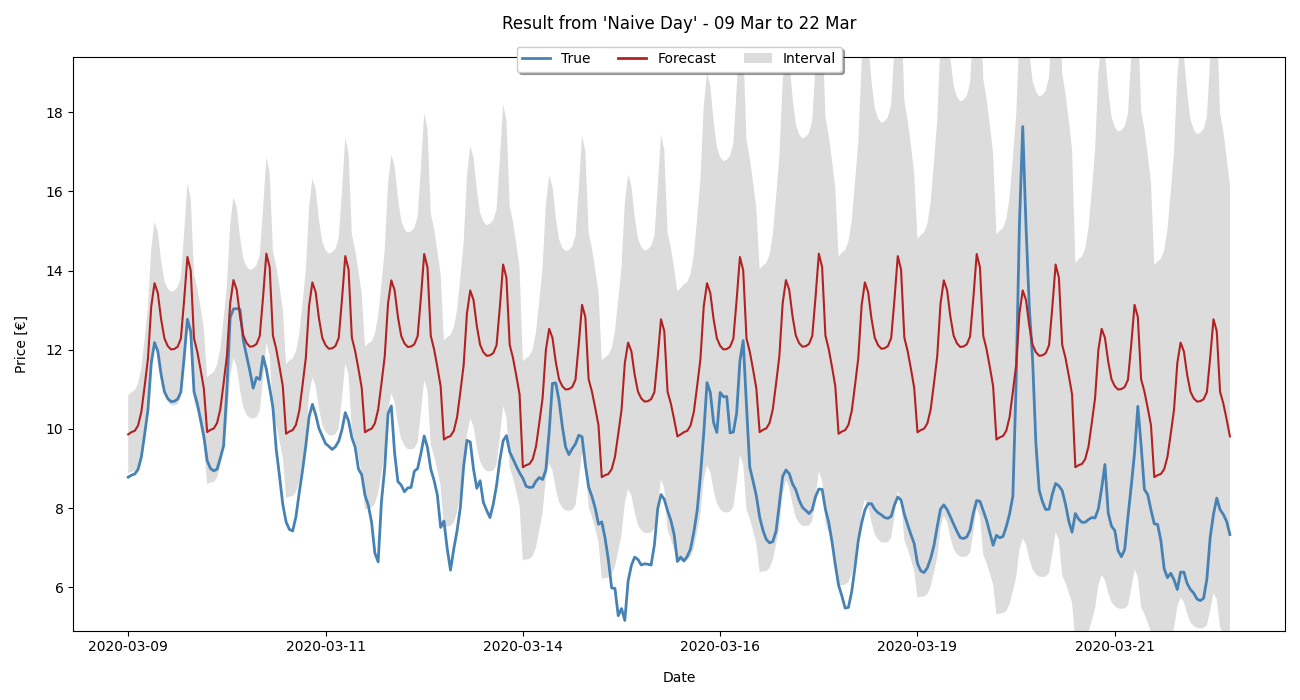 Result from 'Naive Day' - 09 Mar to 22 Mar
True Forecast Interval
Price [€]
18
16
14
12
10
8
6
2020-03-09 2020-03-11 2020-03-14 2020-03-16 2020-03-19 2020-03-21
Date